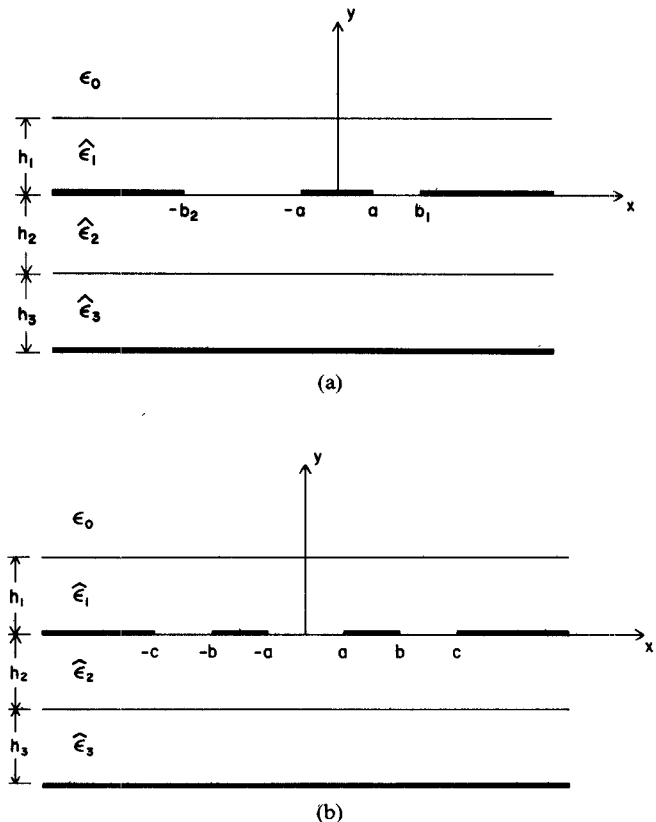 y
ϵ₀
h₁
ϵ̂₁
-b₂ -a a b₁ x
h₂
ϵ̂₂
h₃
ϵ̂₃
(a)
y
ϵ₀
h₁
ϵ̂₁
-c -b -a a b c x
h₂
ϵ̂₂
h₃
ϵ̂₃
(b)